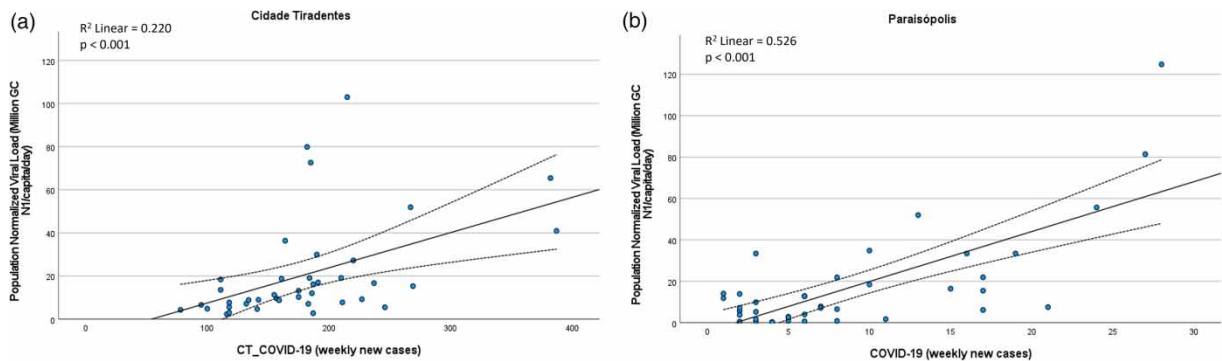 (a)
Cidade Tiradentes
R² Linear = 0.220
p < 0.001
Population Normalized Viral Load (Million GC
N1/capita/day)
120
100
80
60
40
20
0
0
100
200
300
400
CT_COVID-19 (weekly new cases)
(b)
Paraisópolis
R² Linear = 0.526
p < 0.001
Population Normalized Viral Load (Million GC
N1/capita/day)
120
100
80
60
40
20
0
0
5
10
15
20
25
30
COVID-19 (weekly new cases)